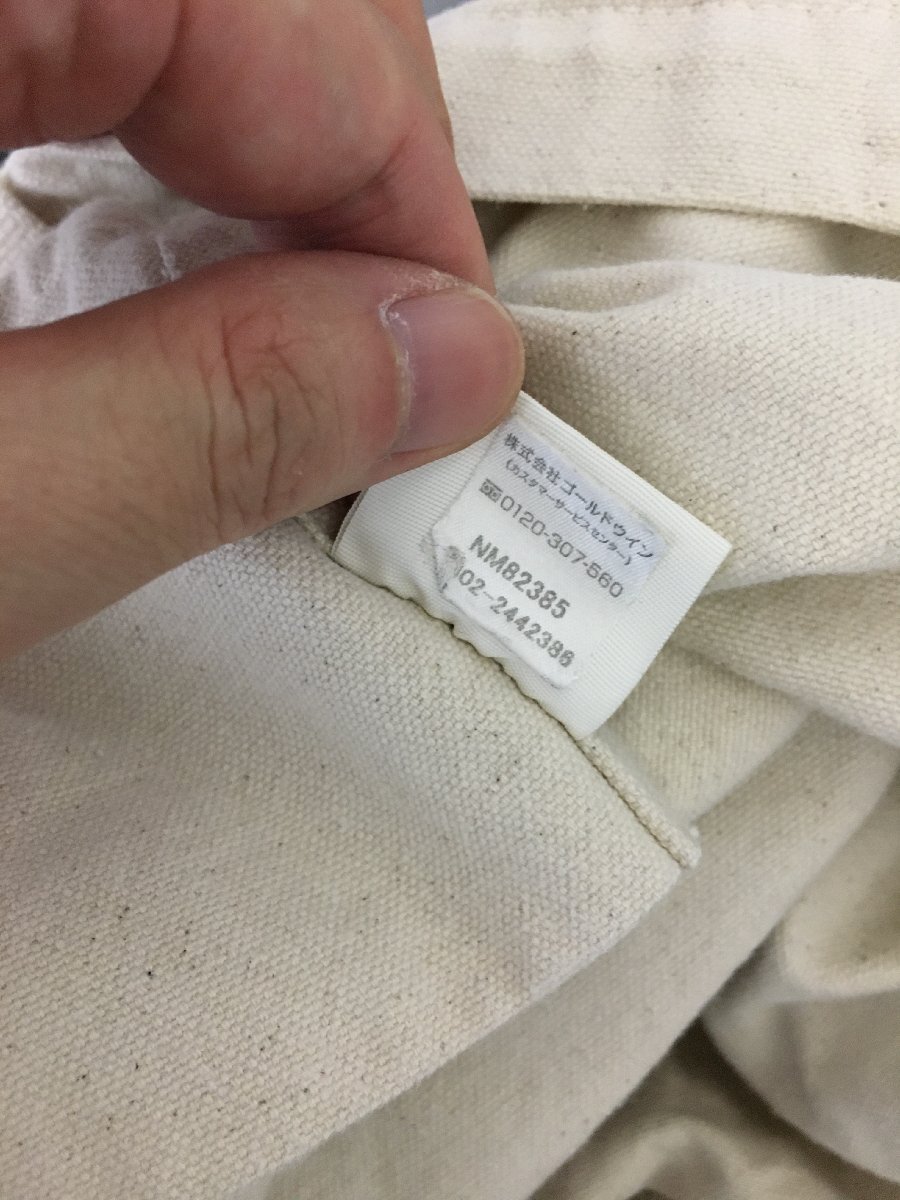 株式会社ゴールドウイン
(カスタマーサービスセンター)
0120-307-560
NM82385
02-2442386